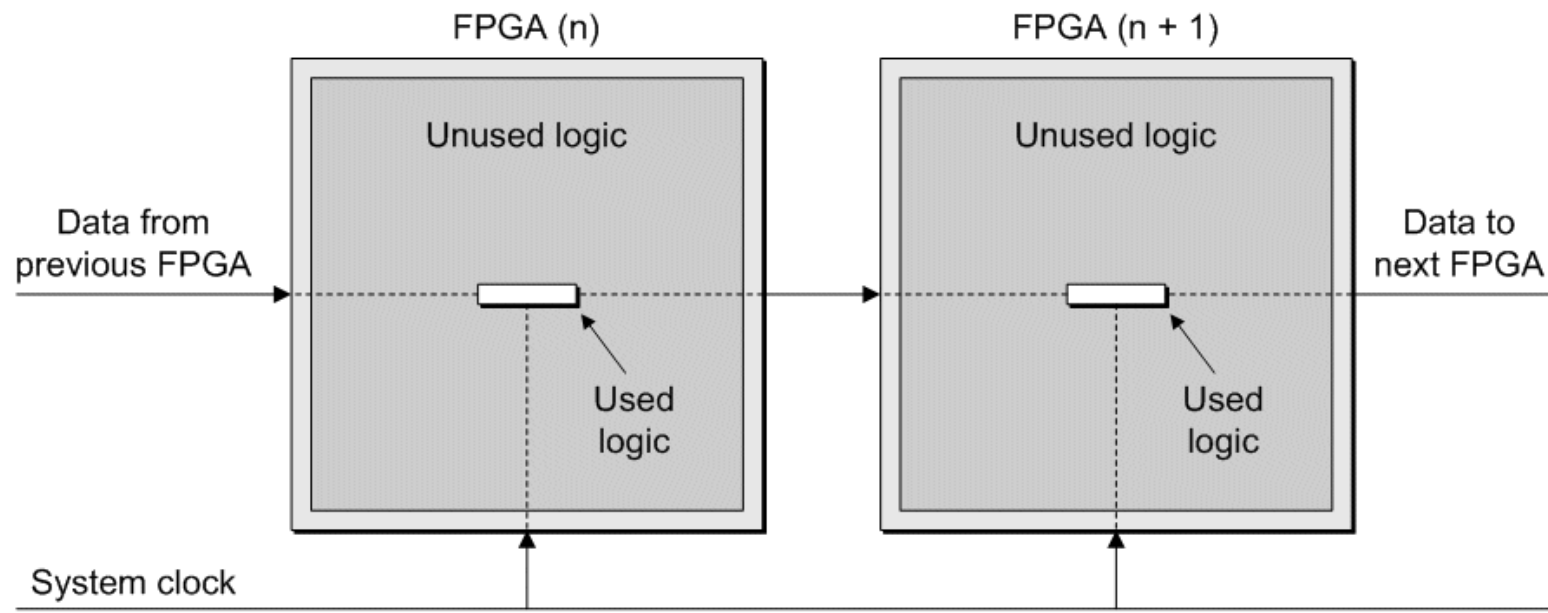 FPGA (n)
FPGA (n + 1)
Unused logic
Unused logic
Data from
previous FPGA
Data to
next FPGA
Used
logic
Used
logic
System clock